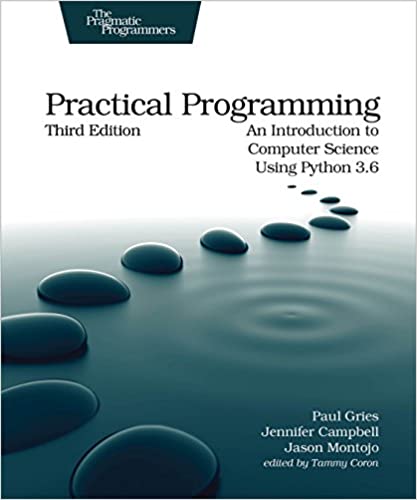 The
Pragmatic
Programmers
Practical Programming
Third Edition
An Introduction to
Computer Science
Using Python 3.6
Paul Gries
Jennifer Campbell
Jason Montojo
edited by Tammy Coron